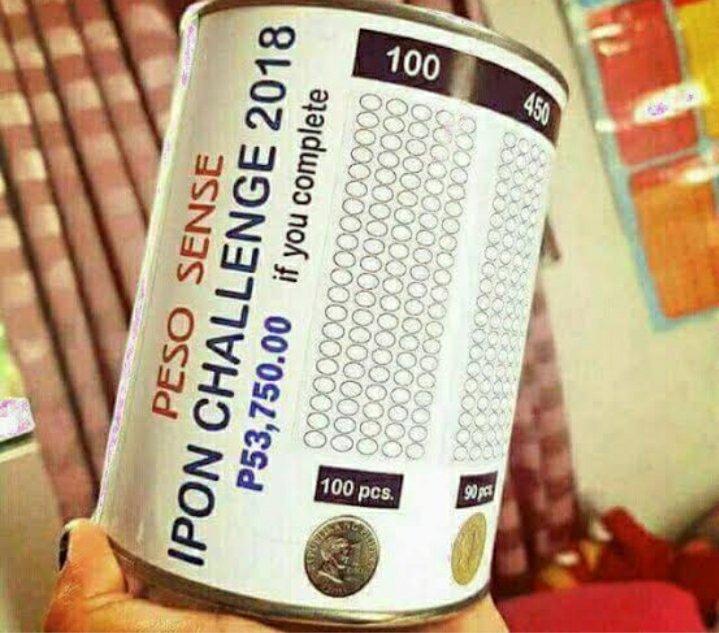 PESO SENSE
IPON CHALLENGE 2018
P53,750.00 if you complete
100
450
100 pcs.
90 pcs.